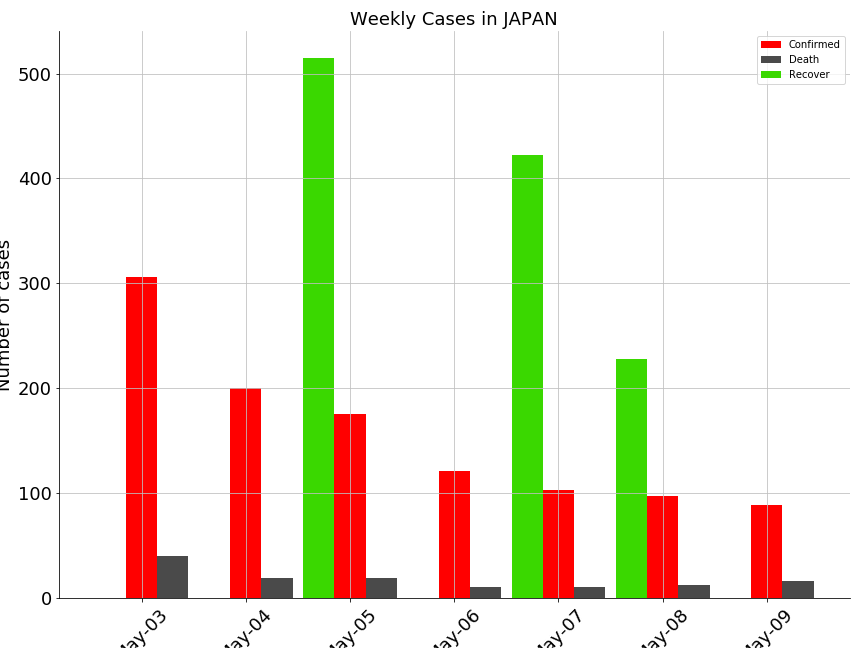 Weekly Cases in JAPAN
Confirmed
Death
Recover
Number of cases
500
400
300
200
100
0
May-03
May-04
May-05
May-06
May-07
May-08
May-09